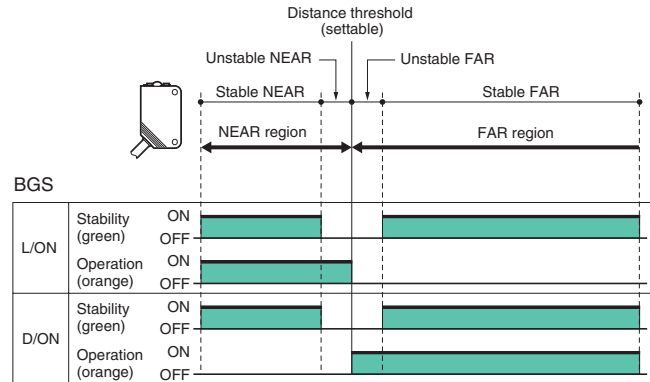 Distance threshold
(settable)
Unstable NEAR
Unstable FAR
Stable NEAR
Stable FAR
NEAR region
FAR region
BGS
L/ON
Stability
(green)
ON
OFF
Operation
(orange)
ON
OFF
D/ON
Stability
(green)
ON
OFF
Operation
(orange)
ON
OFF